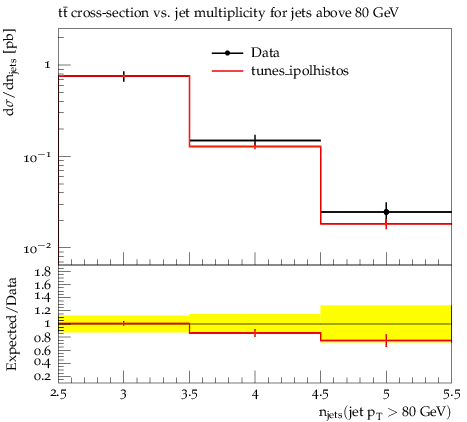 tt̄ cross-section vs. jet multiplicity for jets above 80 GeV
dσ/dn_jets [pb]
Data
tunes_ipolhistos
1
10⁻¹
10⁻²
Expected/Data
1.8
1.6
1.4
1.2
1
0.8
0.6
0.4
0.2
2.5 3 3.5 4 4.5 5 5.5
n_jets(jet p_T > 80 GeV)